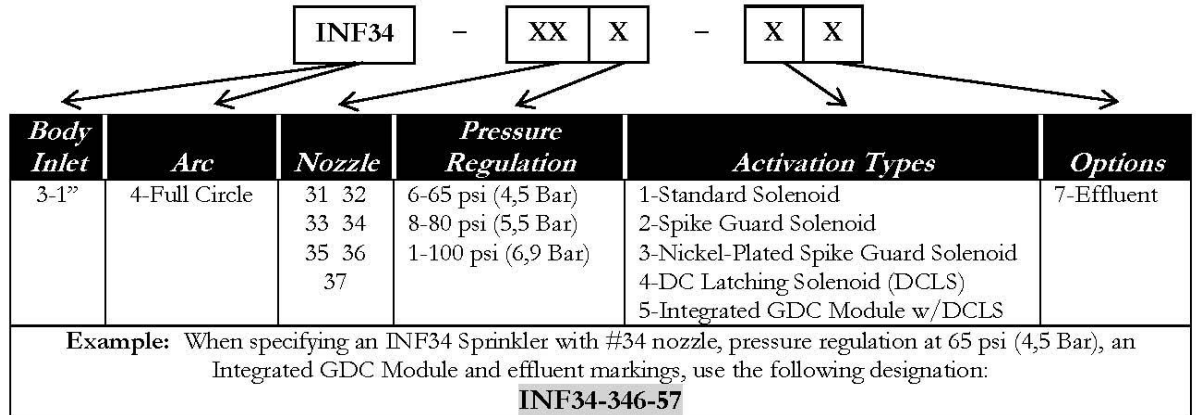 INF34 – XX X – X X
Body Inlet Arc Nozzle Pressure Regulation Activation Types Options
3-1” 4-Full Circle 31 32 6-65 psi (4,5 Bar) 1-Standard Solenoid 7-Effluent
33 34 8-80 psi (5,5 Bar) 2-Spike Guard Solenoid
35 36 1-100 psi (6,9 Bar) 3-Nickel-Plated Spike Guard Solenoid
37 4-DC Latching Solenoid (DCLS)
5-Integrated GDC Module w/DCLS
Example: When specifying an INF34 Sprinkler with #34 nozzle, pressure regulation at 65 psi (4,5 Bar), an
Integrated GDC Module and effluent markings, use the following designation:
INF34-346-57